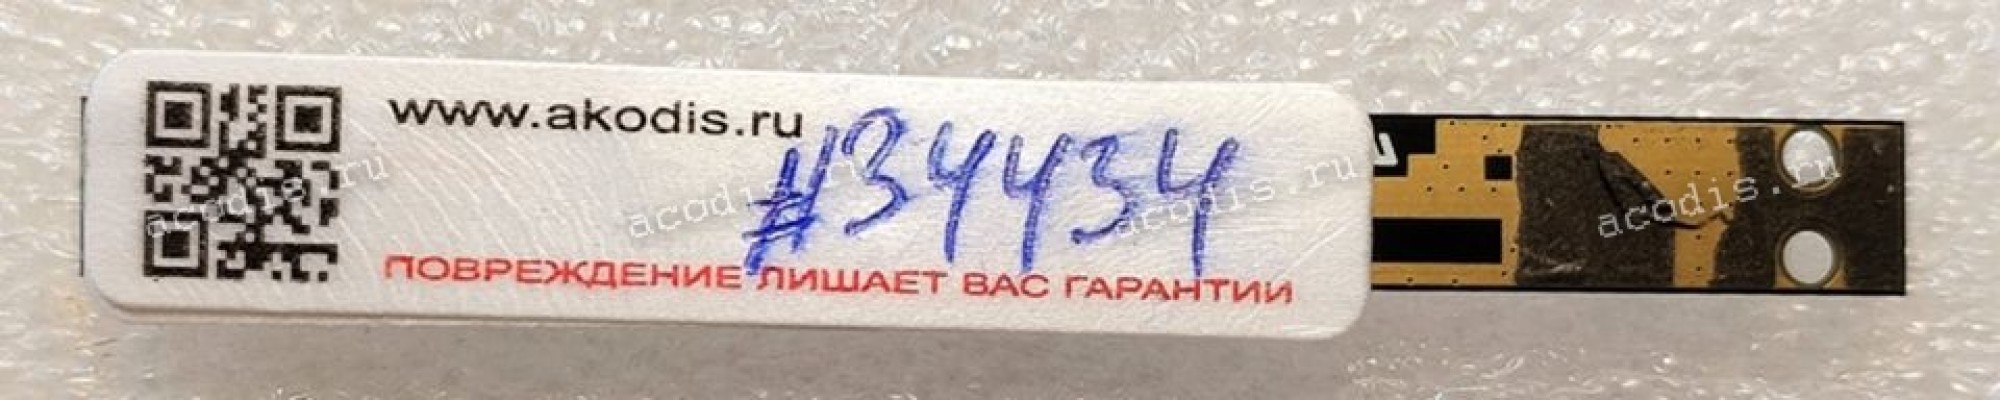 www.akodis.ru
#34434
ПОВРЕЖДЕНИЕ ЛИШАЕТ ВАС ГАРАНТИИ
acodis.ru acodis.ru acodis.ru acodis.ru